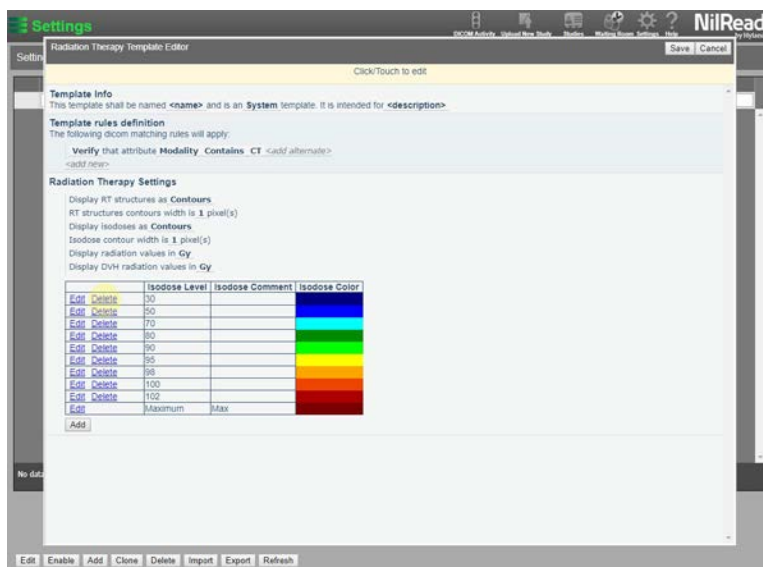 Settings
DICOM Activity Upload New Study Studies Waiting Room Settings Help
NilRead
by Hyland
Settin
Radiation Therapy Template Editor
Save Cancel
Click/Touch to edit
Template Info
This template shall be named <name> and is an System template. It is intended for <description>
Template rules definition
The following dicom matching rules will apply:
Verify that attribute Modality Contains CT <add alternate>
<add new>
Radiation Therapy Settings
Display RT structures as Contours
RT structures contours width is 1 pixel(s)
Display isodoses as Contours
Isodose contour width is 1 pixel(s)
Display radiation values in Gy
Display DVH radiation values in Gy
Isodose Level Isodose Comment Isodose Color
Edit Delete 30
Edit Delete 50
Edit Delete 70
Edit Delete 80
Edit Delete 90
Edit Delete 95
Edit Delete 98
Edit Delete 100
Edit Delete 102
Edit Maximum Max
Add
No data
Edit Enable Add Clone Delete Import Export Refresh